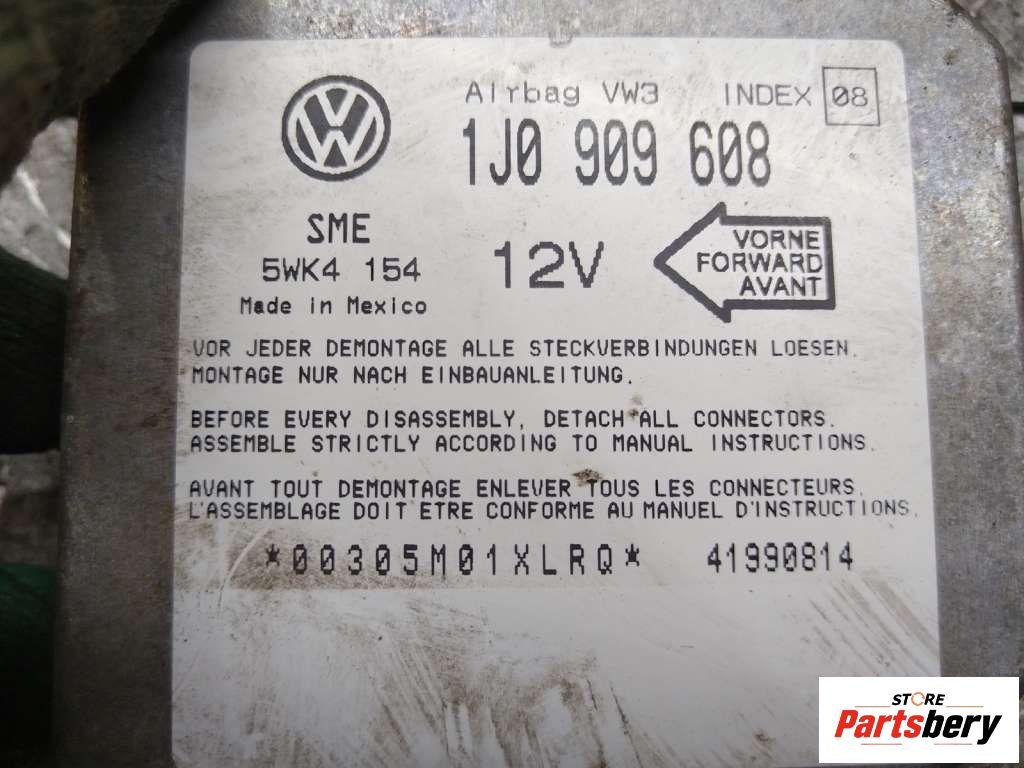 Airbag VW3 INDEX 08
1J0 909 608
SME
5WK4 154
Made in Mexico
12V
VORNE
FORWARD
AVANT
VOR JEDER DEMONTAGE ALLE STECKVERBINDUNGEN LOESEN.
MONTAGE NUR NACH EINBAUANLEITUNG.
BEFORE EVERY DISASSEMBLY, DETACH ALL CONNECTORS.
ASSEMBLE STRICTLY ACCORDING TO MANUAL INSTRUCTIONS.
AVANT TOUT DEMONTAGE ENLEVER TOUS LES CONNECTEURS.
L'ASSEMBLAGE DOIT ETRE CONFORME AU MANUEL D'INSTRUCTIONS.
*00305M01XLRQ* 41990814
STORE
Partsbery